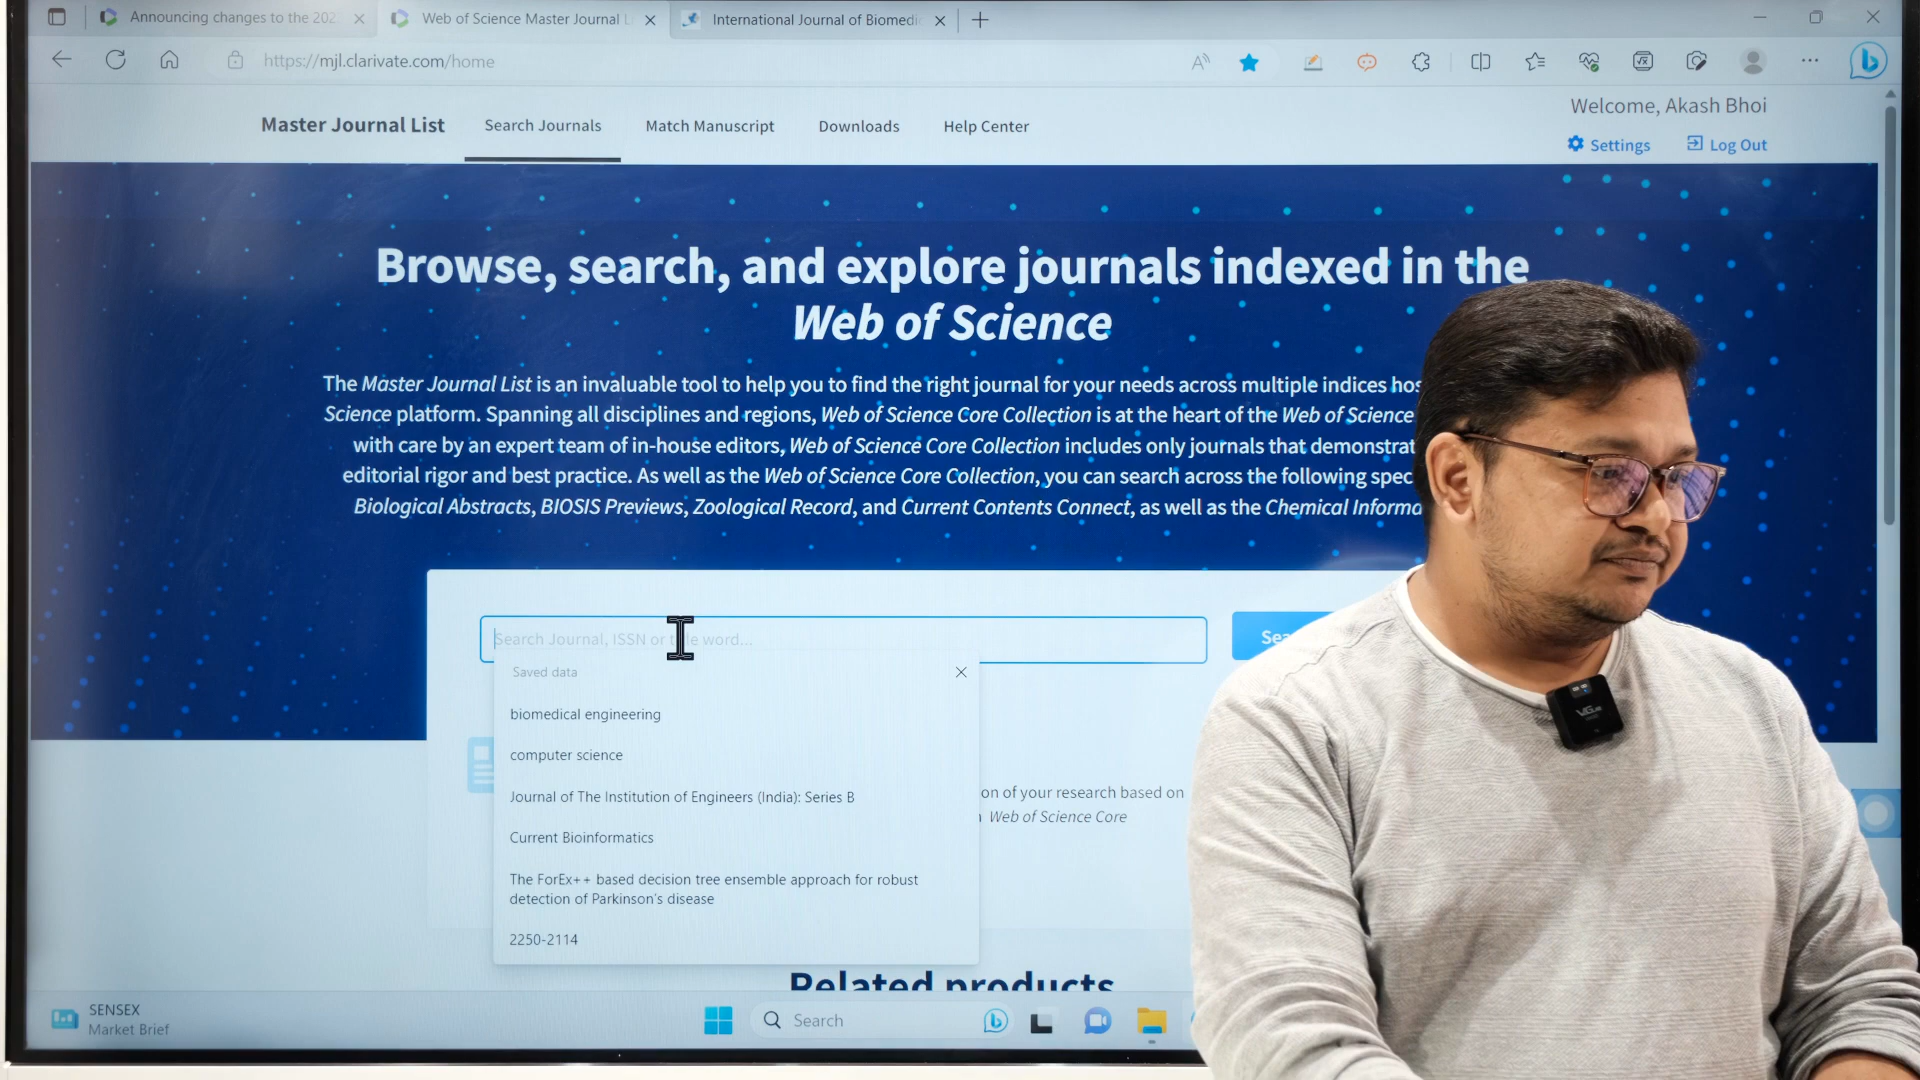 Announcing changes to the 202
Web of Science Master Journal L
International Journal of Biomedic
https://mjl.clarivate.com/home
Welcome, Akash Bhoi
Master Journal List
Search Journals
Match Manuscript
Downloads
Help Center
Settings
Log Out
Browse, search, and explore journals indexed in the
Web of Science
The Master Journal List is an invaluable tool to help you to find the right journal for your needs across multiple indices hos
Science platform. Spanning all disciplines and regions, Web of Science Core Collection is at the heart of the Web of Science
with care by an expert team of in-house editors, Web of Science Core Collection includes only journals that demonstrat
editorial rigor and best practice. As well as the Web of Science Core Collection, you can search across the following spec
Biological Abstracts, BIOSIS Previews, Zoological Record, and Current Contents Connect, as well as the Chemical Informa
Search Journal, ISSN or t le word...
Sea
Saved data
biomedical engineering
computer science
Journal of The Institution of Engineers (India): Series B
Current Bioinformatics
The ForEx++ based decision tree ensemble approach for robust
detection of Parkinson's disease
2250-2114
on of your research based on
Web of Science Core
Related products
SENSEX
Market Brief
Search